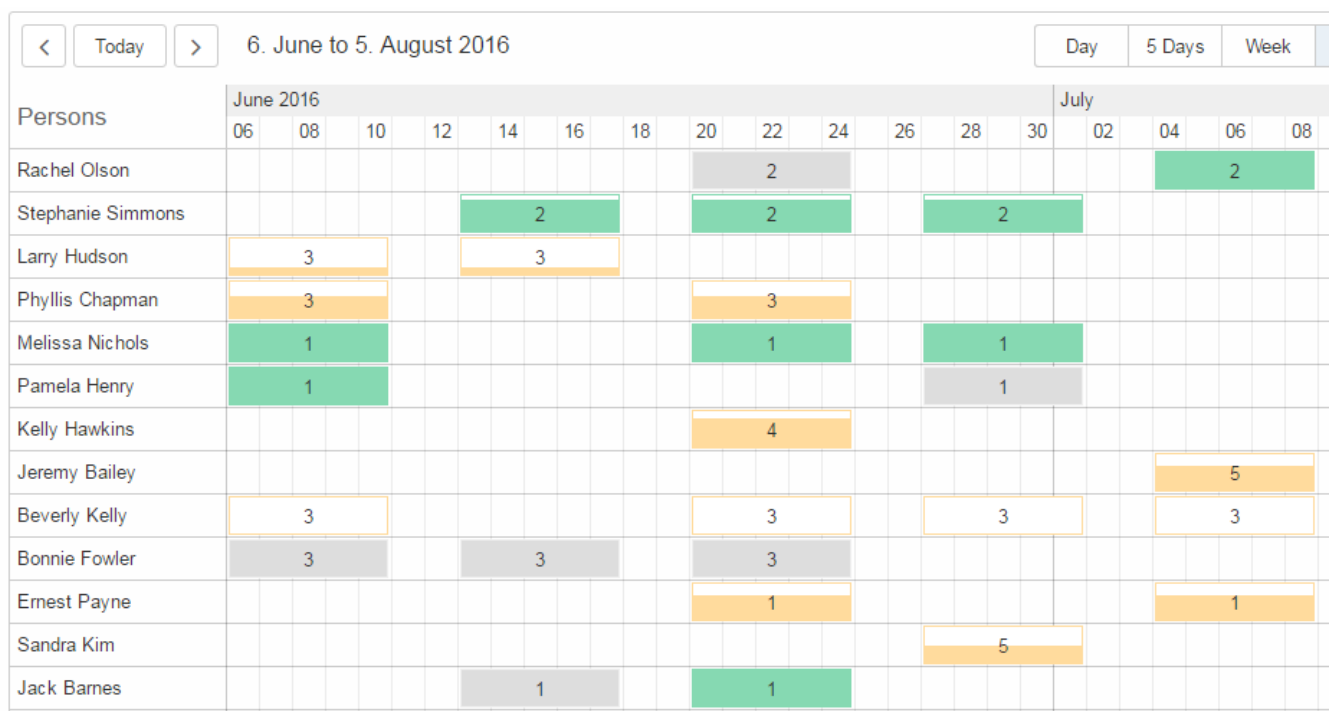 < Today > 6. June to 5. August 2016 Day 5 Days Week
Persons
June 2016 July
06 08 10 12 14 16 18 20 22 24 26 28 30 02 04 06 08
Rachel Olson 2 2
Stephanie Simmons 2 2 2
Larry Hudson 3 3
Phyllis Chapman 3 3
Melissa Nichols 1 1 1
Pamela Henry 1 1
Kelly Hawkins 4
Jeremy Bailey 5
Beverly Kelly 3 3 3 3
Bonnie Fowler 3 3 3
Ernest Payne 1 1
Sandra Kim 5
Jack Barnes 1 1